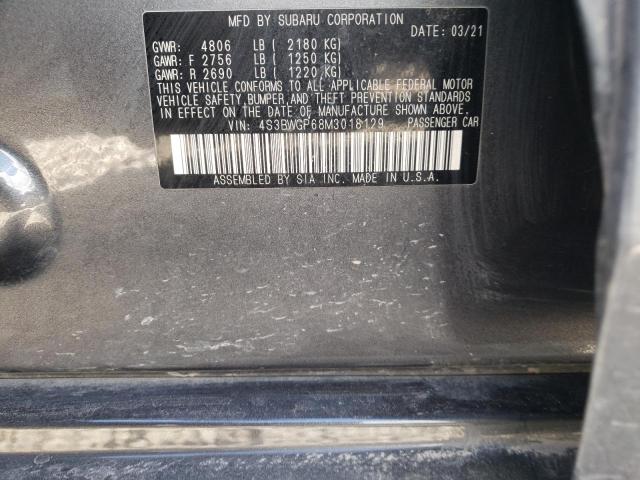 MFD BY SUBARU CORPORATION
DATE: 03/21
GVWR: 4806 LB ( 2180 KG)
GAWR: F 2756 LB ( 1250 KG)
GAWR: R 2690 LB ( 1220 KG)
THIS VEHICLE CONFORMS TO ALL APPLICABLE FEDERAL MOTOR
VEHICLE SAFETY, BUMPER, AND THEFT PREVENTION STANDARDS
IN EFFECT ON THE DATE OF MANUFACTURE SHOWN ABOVE.
VIN: 4S3BWGP68M3018129 PASSENGER CAR
ASSEMBLED BY SIA INC. MADE IN U.S.A.